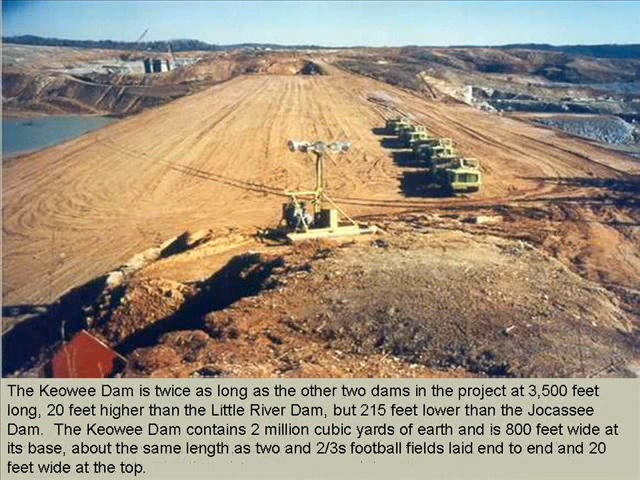 The Keowee Dam is twice as long as the other two dams in the project at 3,500 feet
long, 20 feet higher than the Little River Dam, but 215 feet lower than the Jocassee
Dam.  The Keowee Dam contains 2 million cubic yards of earth and is 800 feet wide at
its base, about the same length as two and 2/3s football fields laid end to end and 20
feet wide at the top.